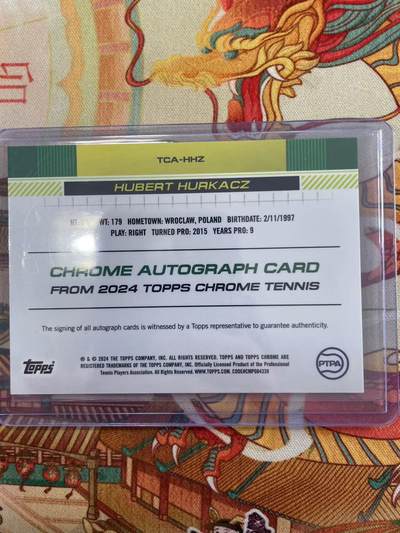 TCA-HHZ
HUBERT HURKACZ
WT: 179 HOMETOWN: WROCLAW, POLAND BIRTHDATE: 2/11/1997
PLAY: RIGHT TURNED PRO: 2015 YEARS PRO: 9
CHROME AUTOGRAPH CARD
FROM 2024 TOPPS CHROME TENNIS
The signing of all autograph cards is witnessed by a Topps representative to guarantee authenticity.
Topps
® & © 2024 THE TOPPS COMPANY, INC. ALL RIGHTS RESERVED. TOPPS AND TOPPS CHROME ARE
REGISTERED TRADEMARKS OF THE TOPPS COMPANY, INC. Officially Licensed Product of the Professional
Tennis Players Association. All Rights Reserved. WWW.TOPPS.COM.
PTPA